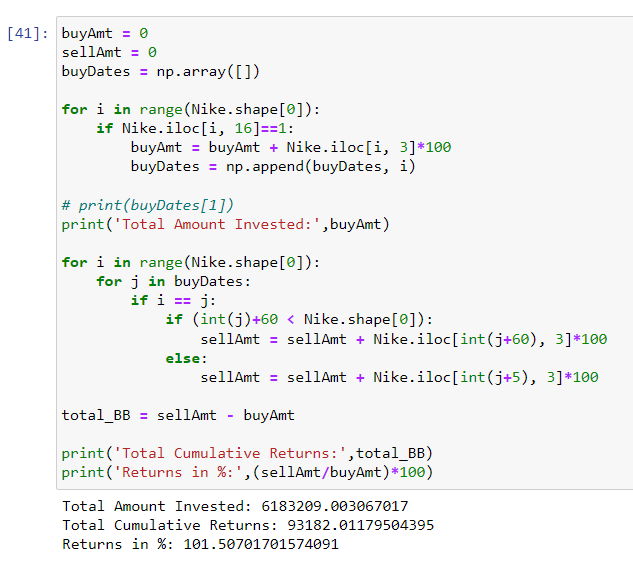 [41]: buyAmt = 0
sellAmt = 0
buyDates = np.array([])
for i in range(Nike.shape[0]):
    if Nike.iloc[i, 16]==1:
        buyAmt = buyAmt + Nike.iloc[i, 3]*100
        buyDates = np.append(buyDates, i)
# print(buyDates[1])
print('Total Amount Invested:',buyAmt)
for i in range(Nike.shape[0]):
    for j in buyDates:
        if i == j:
            if (int(j)+60 < Nike.shape[0]):
                sellAmt = sellAmt + Nike.iloc[int(j+60), 3]*100
            else:
                sellAmt = sellAmt + Nike.iloc[int(j+5), 3]*100
total_BB = sellAmt - buyAmt
print('Total Cumulative Returns:',total_BB)
print('Returns in %:',(sellAmt/buyAmt)*100)
Total Amount Invested: 6183209.003067017
Total Cumulative Returns: 93182.01179504395
Returns in %: 101.50701701574091